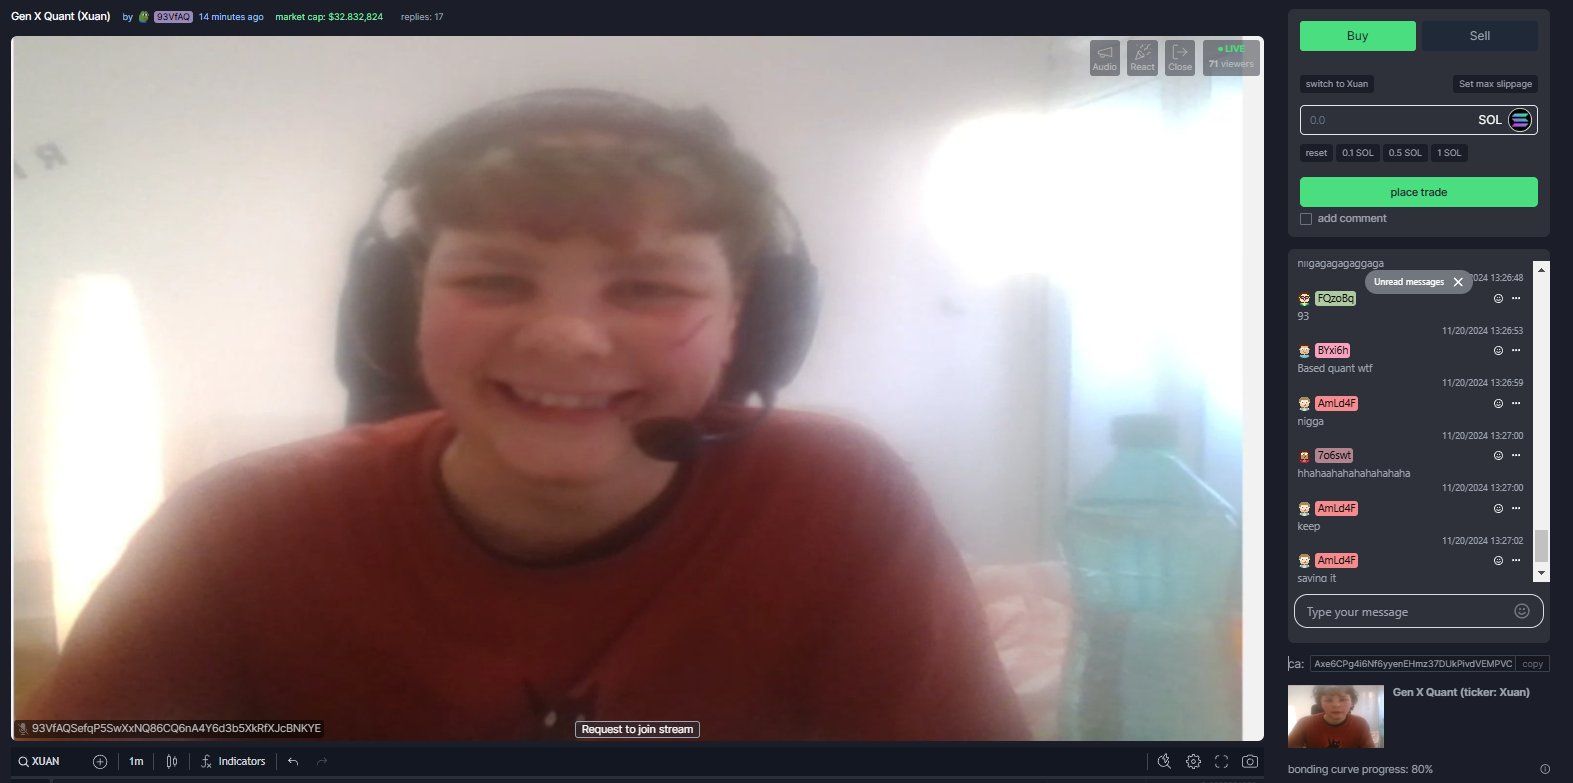 Gen X Quant (Xuan) by 93VfAQ 14 minutes ago market cap: $32.832,824 replies: 17
Audio
React
Close
LIVE
71 viewers
93VfAQSefqP5SwXxNQ86CQ6nA4Y6d3b5XkRfXJcBNKYE
Request to join stream
XUAN 1m Indicators
Buy Sell
switch to Xuan Set max slippage
0.0 SOL
reset 0.1 SOL 0.5 SOL 1 SOL
place trade
add comment
024 13:26:48
Unread messages
FQzoBq
93
11/20/2024 13:26:53
BYxi6h
Based quant wtf
11/20/2024 13:26:59
AmLd4F
nigga
11/20/2024 13:27:00
7o6swt
hhahaahahahahahahaha
11/20/2024 13:27:00
AmLd4F
keep
11/20/2024 13:27:02
AmLd4F
saying it
Type your message
ca: Axe6CPg4i6Nf6yyenEHmz37DUkPivdVEMPVC copy
Gen X Quant (ticker: Xuan)
bonding curve progress: 80%